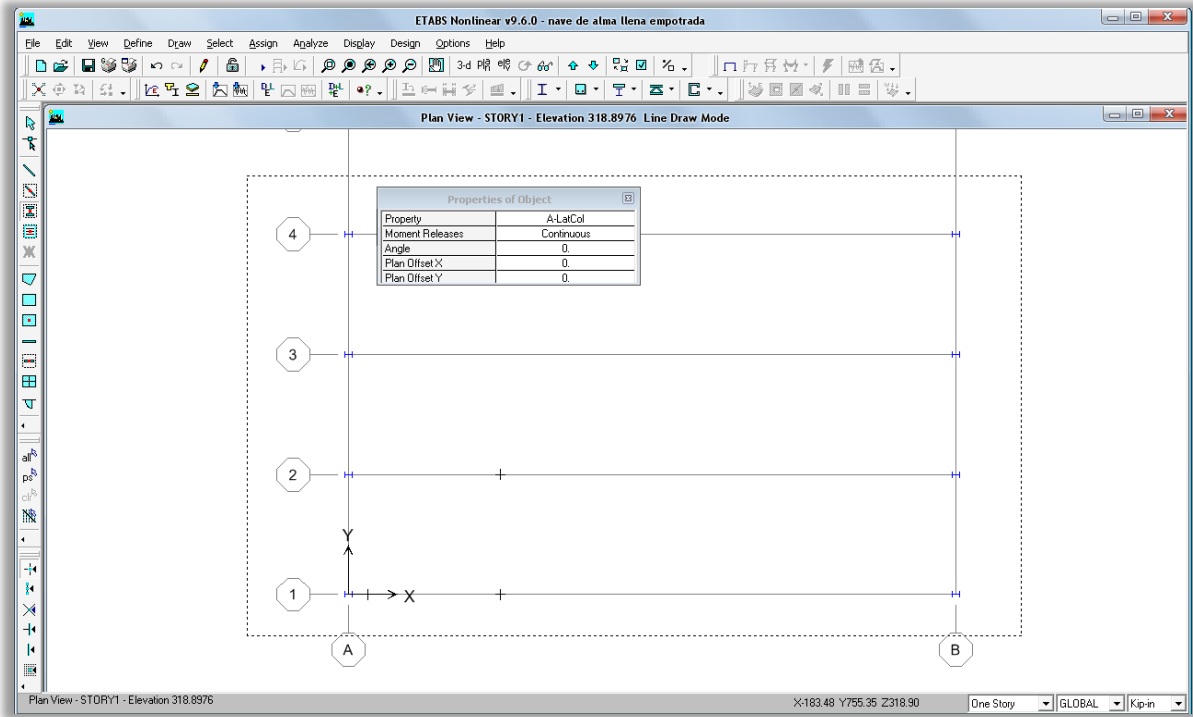 ETABS Nonlinear v9.6.0 - nave de alma llena empotrada
File Edit View Define Draw Select Assign Analyze Display Design Options Help
3-d
Plan View - STORY1 - Elevation 318.8976 Line Draw Mode
Properties of Object
Property A-LatCol
Moment Releases Continuous
Angle 0.
Plan Offset X 0.
Plan Offset Y 0.
4
3
2
Y
1
X
A B
all
ps
clr
Plan View - STORY1 - Elevation 318.8976 X-183.48 Y755.35 Z318.90 One Story GLOBAL Kip-in